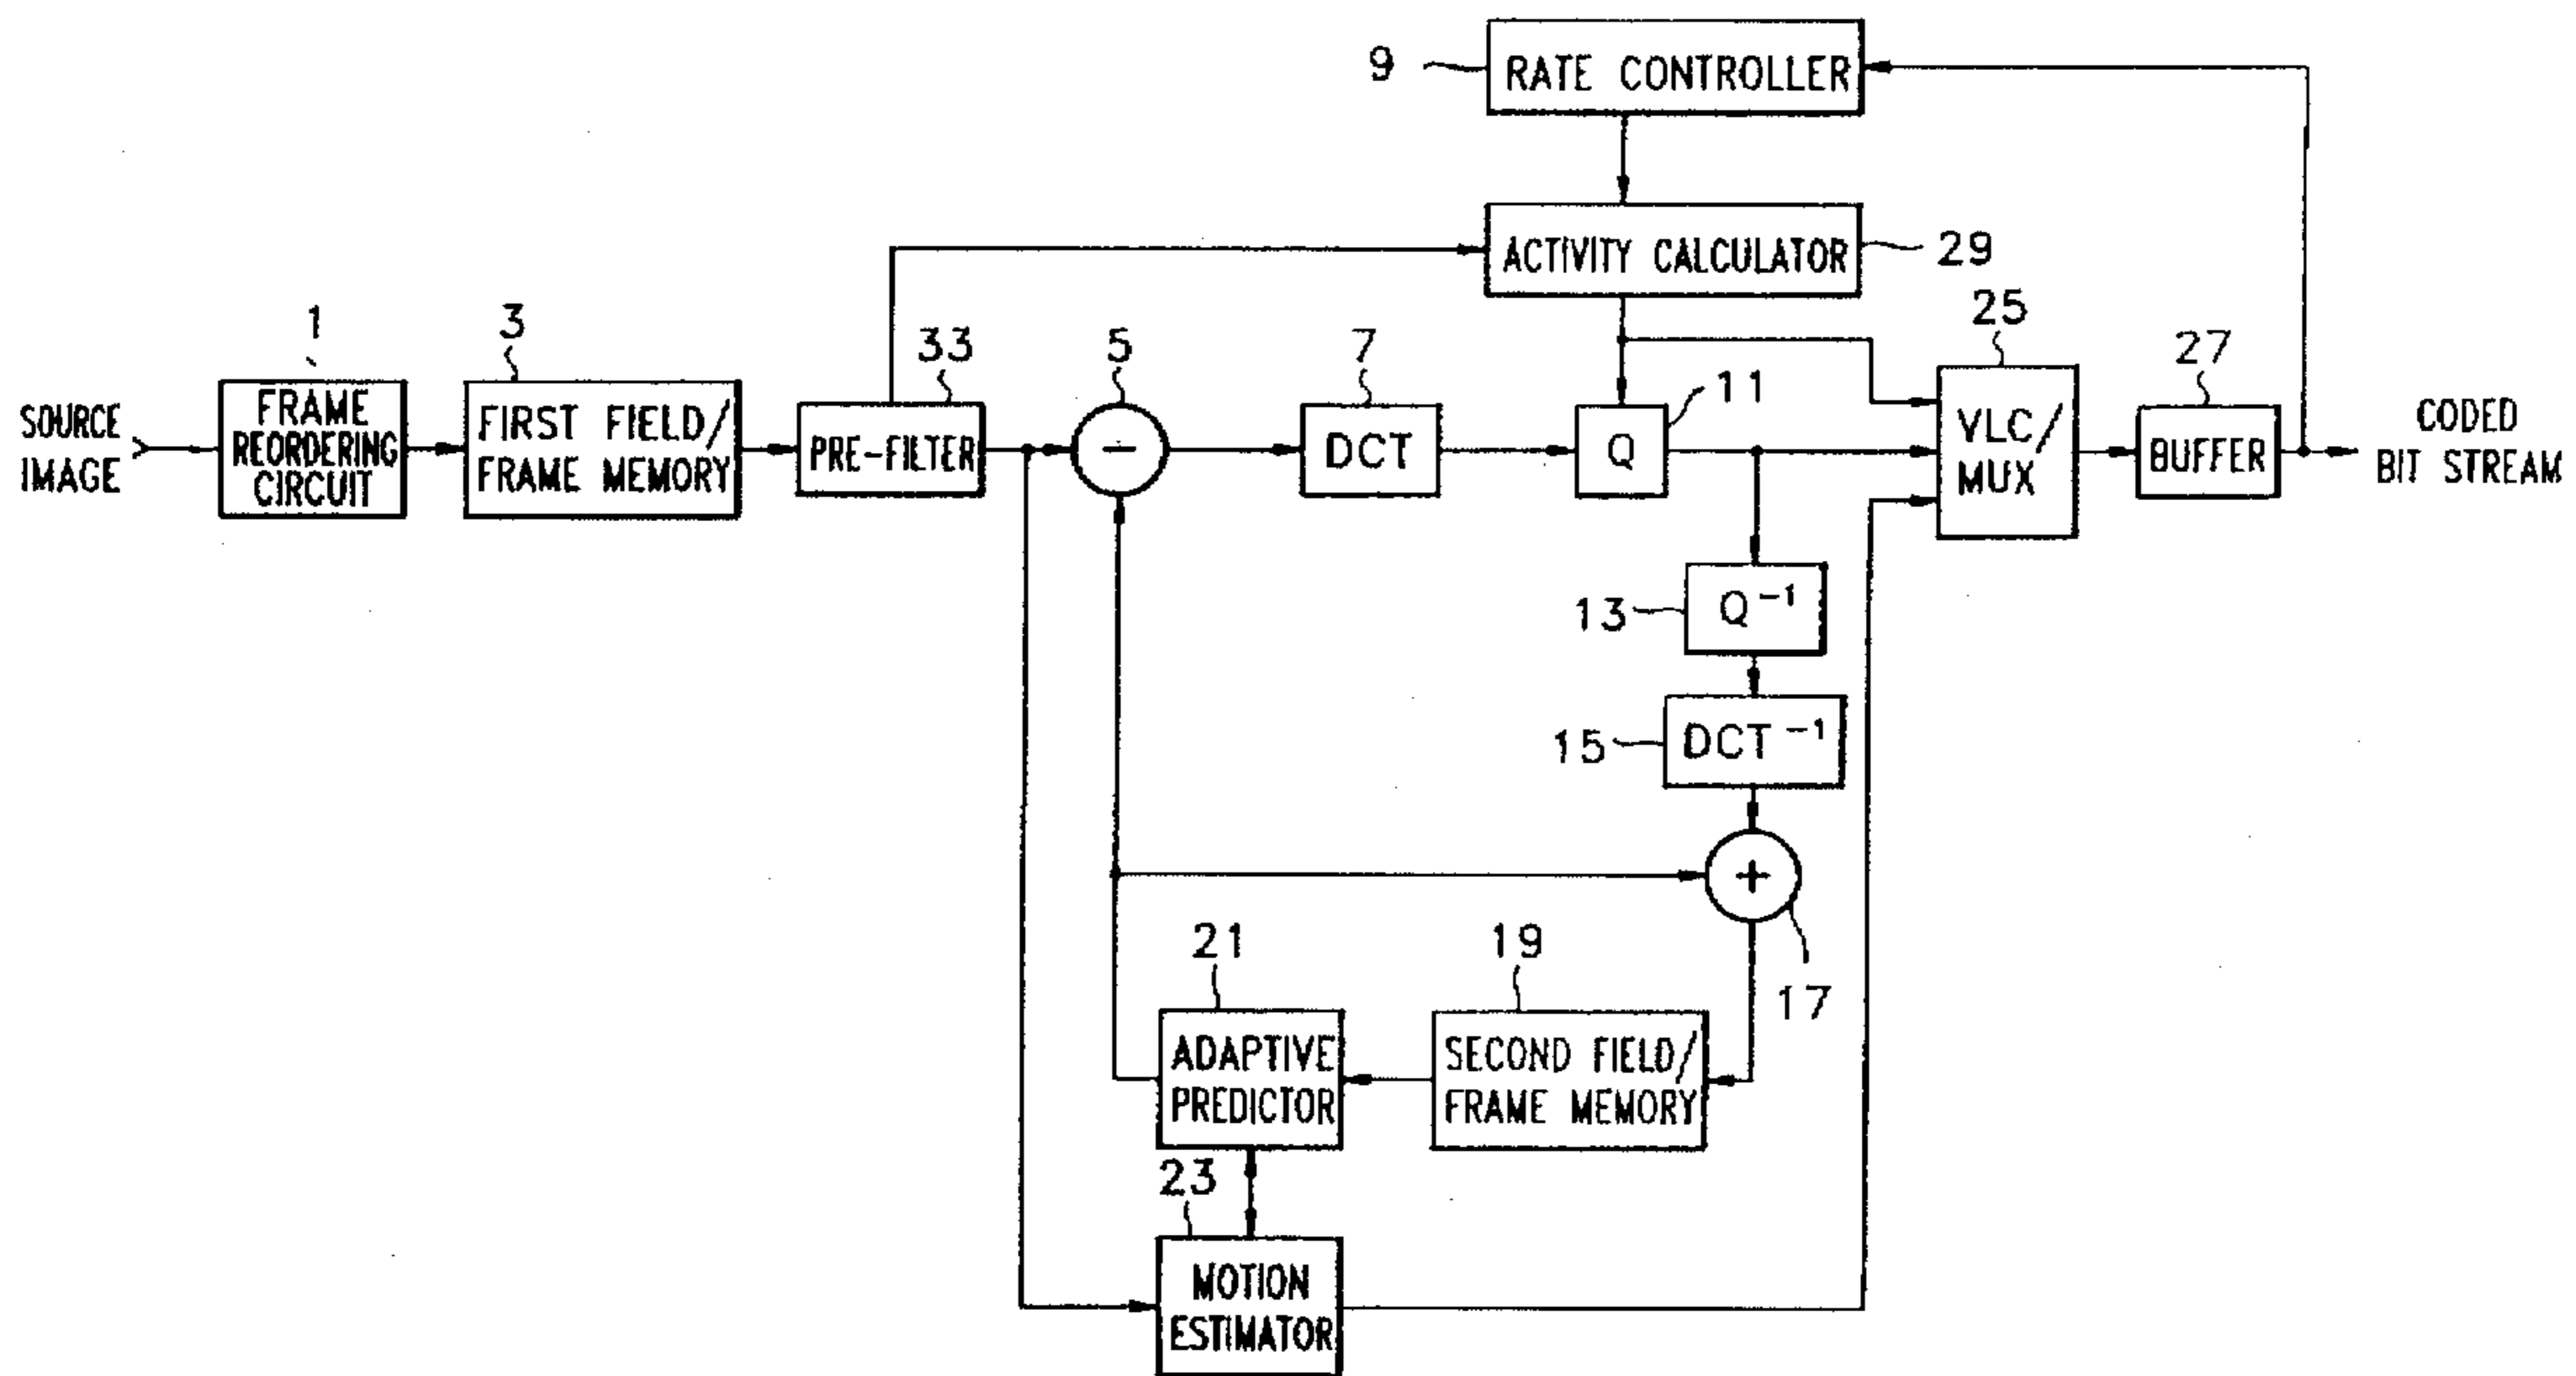 9
RATE CONTROLLER
ACTIVITY CALCULATOR
29
1
3
33
5
7
11
25
27
SOURCE
IMAGE
FRAME
REORDERING
CIRCUIT
FIRST FIELD/
FRAME MEMORY
PRE-FILTER
−
DCT
Q
VLC/
MUX
BUFFER
CODED
BIT STREAM
13
Q⁻¹
15
DCT⁻¹
+
17
21
19
ADAPTIVE
PREDICTOR
SECOND FIELD/
FRAME MEMORY
23
MOTION
ESTIMATOR